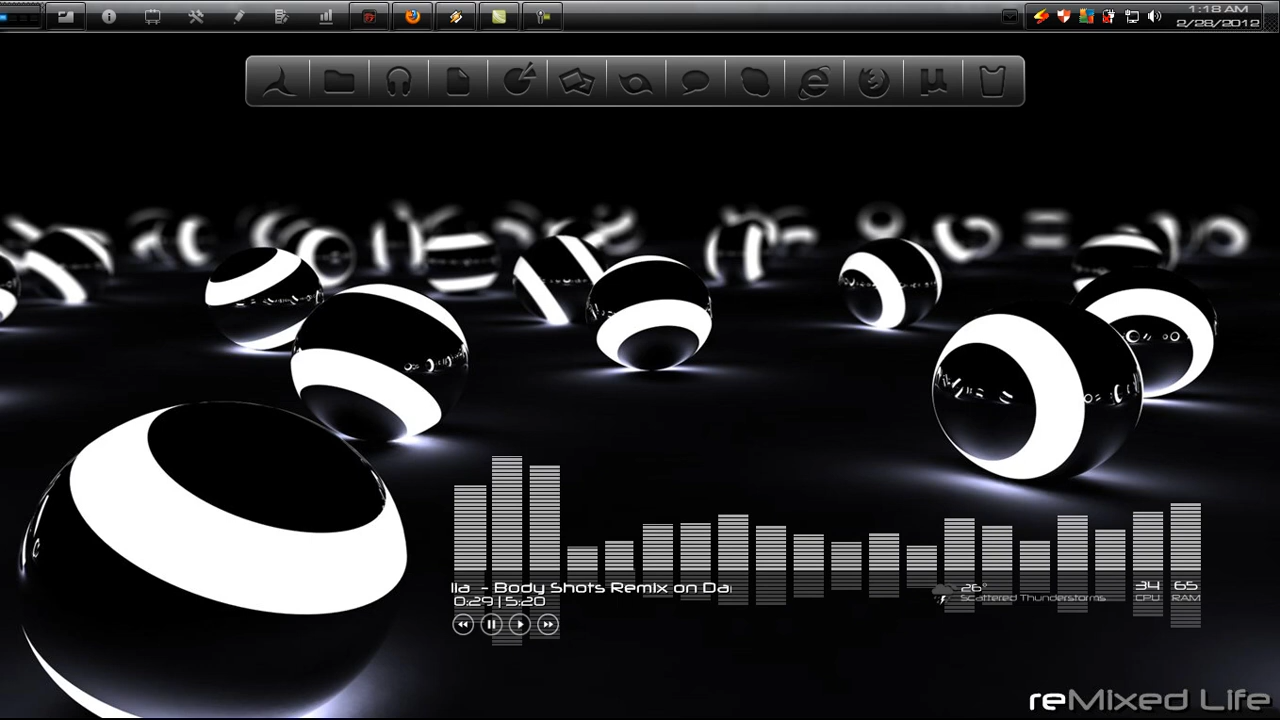 1:18 AM
2/28/2012
lla_- Body Shots Remix on Da
0:29 | 5:20
26°
Scattered Thunderstorms
34
CPU
65
RAM
reMixed Life